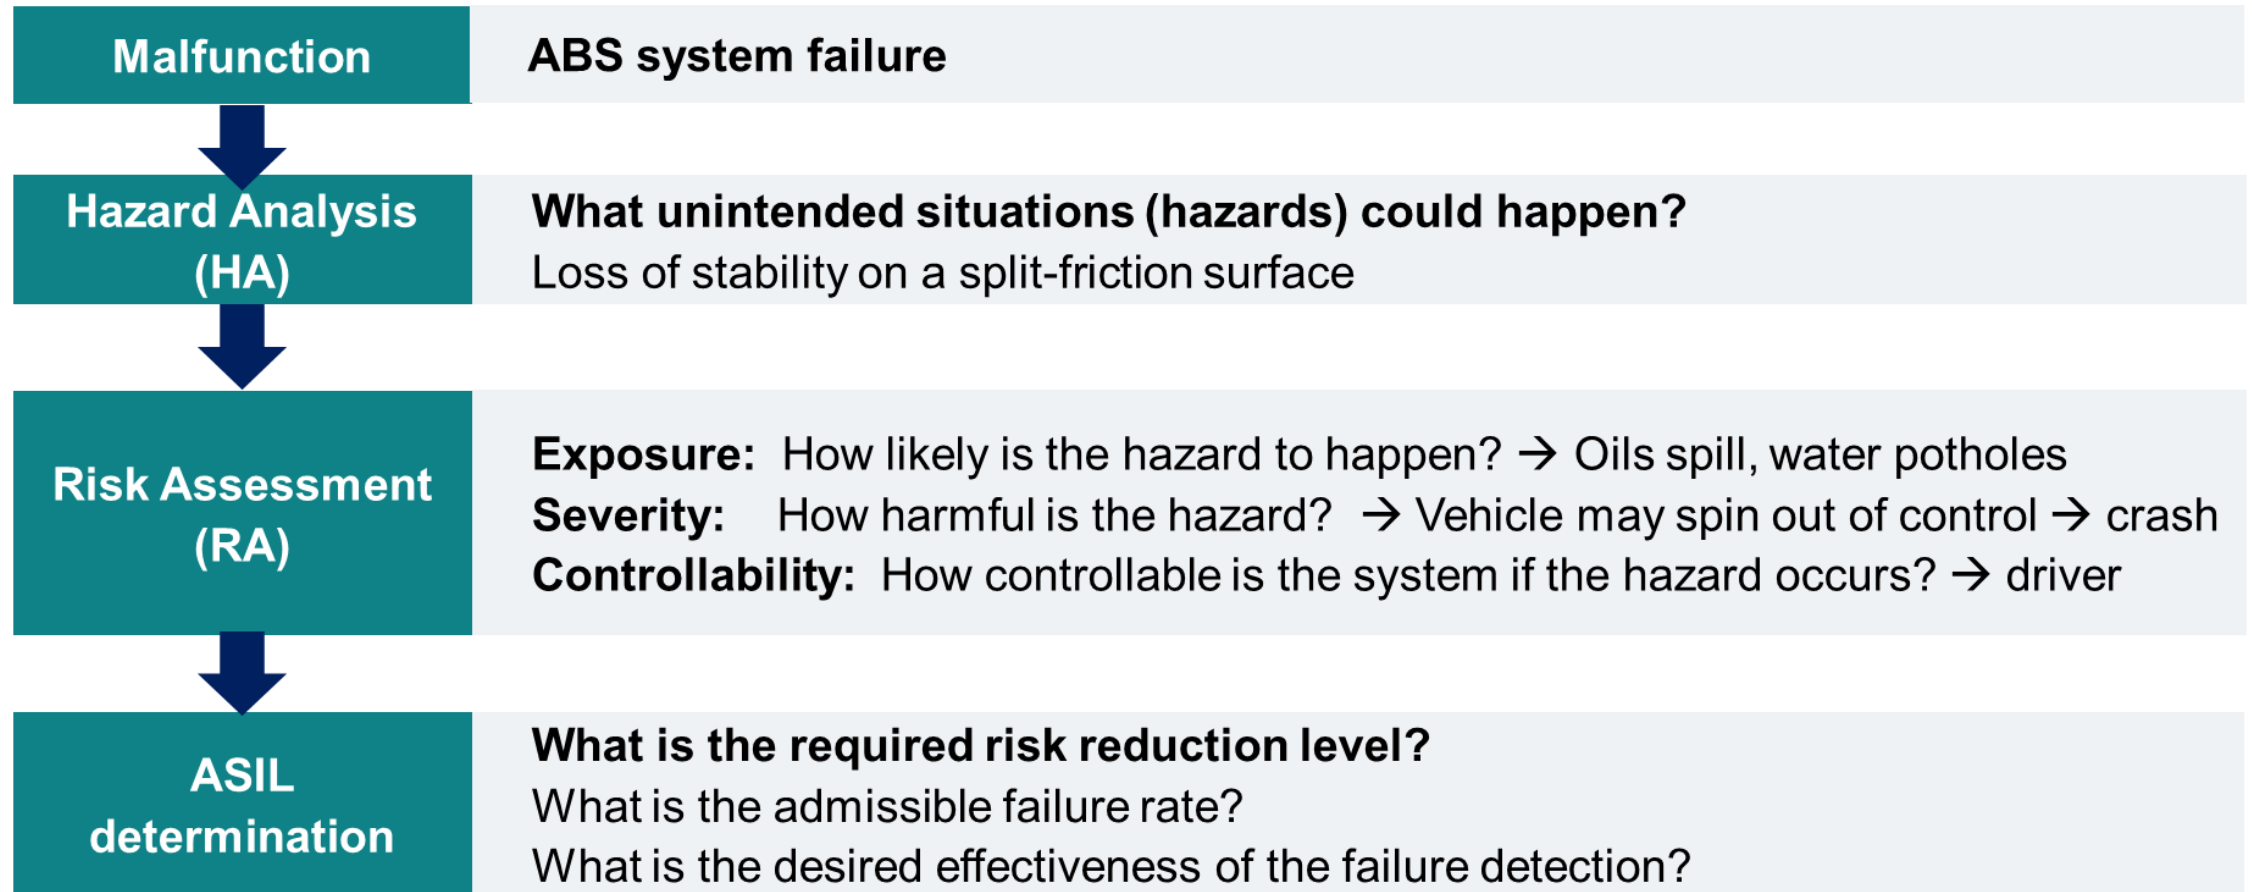 Malfunction
ABS system failure
Hazard Analysis
(HA)
What unintended situations (hazards) could happen?
Loss of stability on a split-friction surface
Risk Assessment
(RA)
Exposure: How likely is the hazard to happen? → Oils spill, water potholes
Severity: How harmful is the hazard? → Vehicle may spin out of control → crash
Controllability: How controllable is the system if the hazard occurs? → driver
ASIL
determination
What is the required risk reduction level?
What is the admissible failure rate?
What is the desired effectiveness of the failure detection?